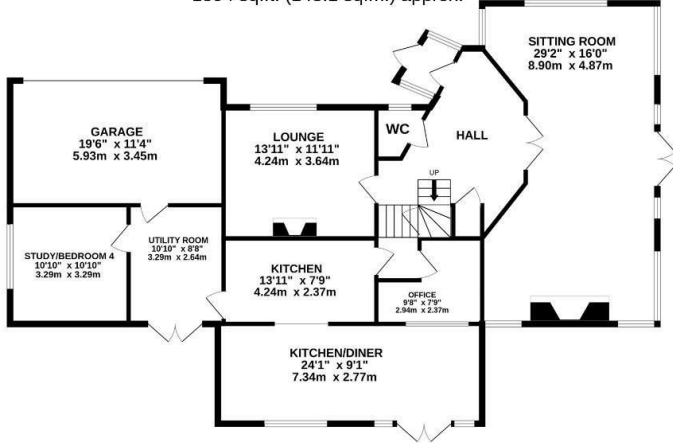 SITTING ROOM
29'2" x 16'0"
8.90m x 4.87m
GARAGE
19'6" x 11'4"
5.93m x 3.45m
LOUNGE
13'11" x 11'11"
4.24m x 3.64m
WC
HALL
UP
STUDY/BEDROOM 4
10'10" x 10'10"
3.29m x 3.29m
UTILITY ROOM
10'10" x 8'8"
3.29m x 2.64m
KITCHEN
13'11" x 7'9"
4.24m x 2.37m
OFFICE
9'8" x 7'9"
2.94m x 2.37m
KITCHEN/DINER
24'1" x 9'1"
7.34m x 2.77m